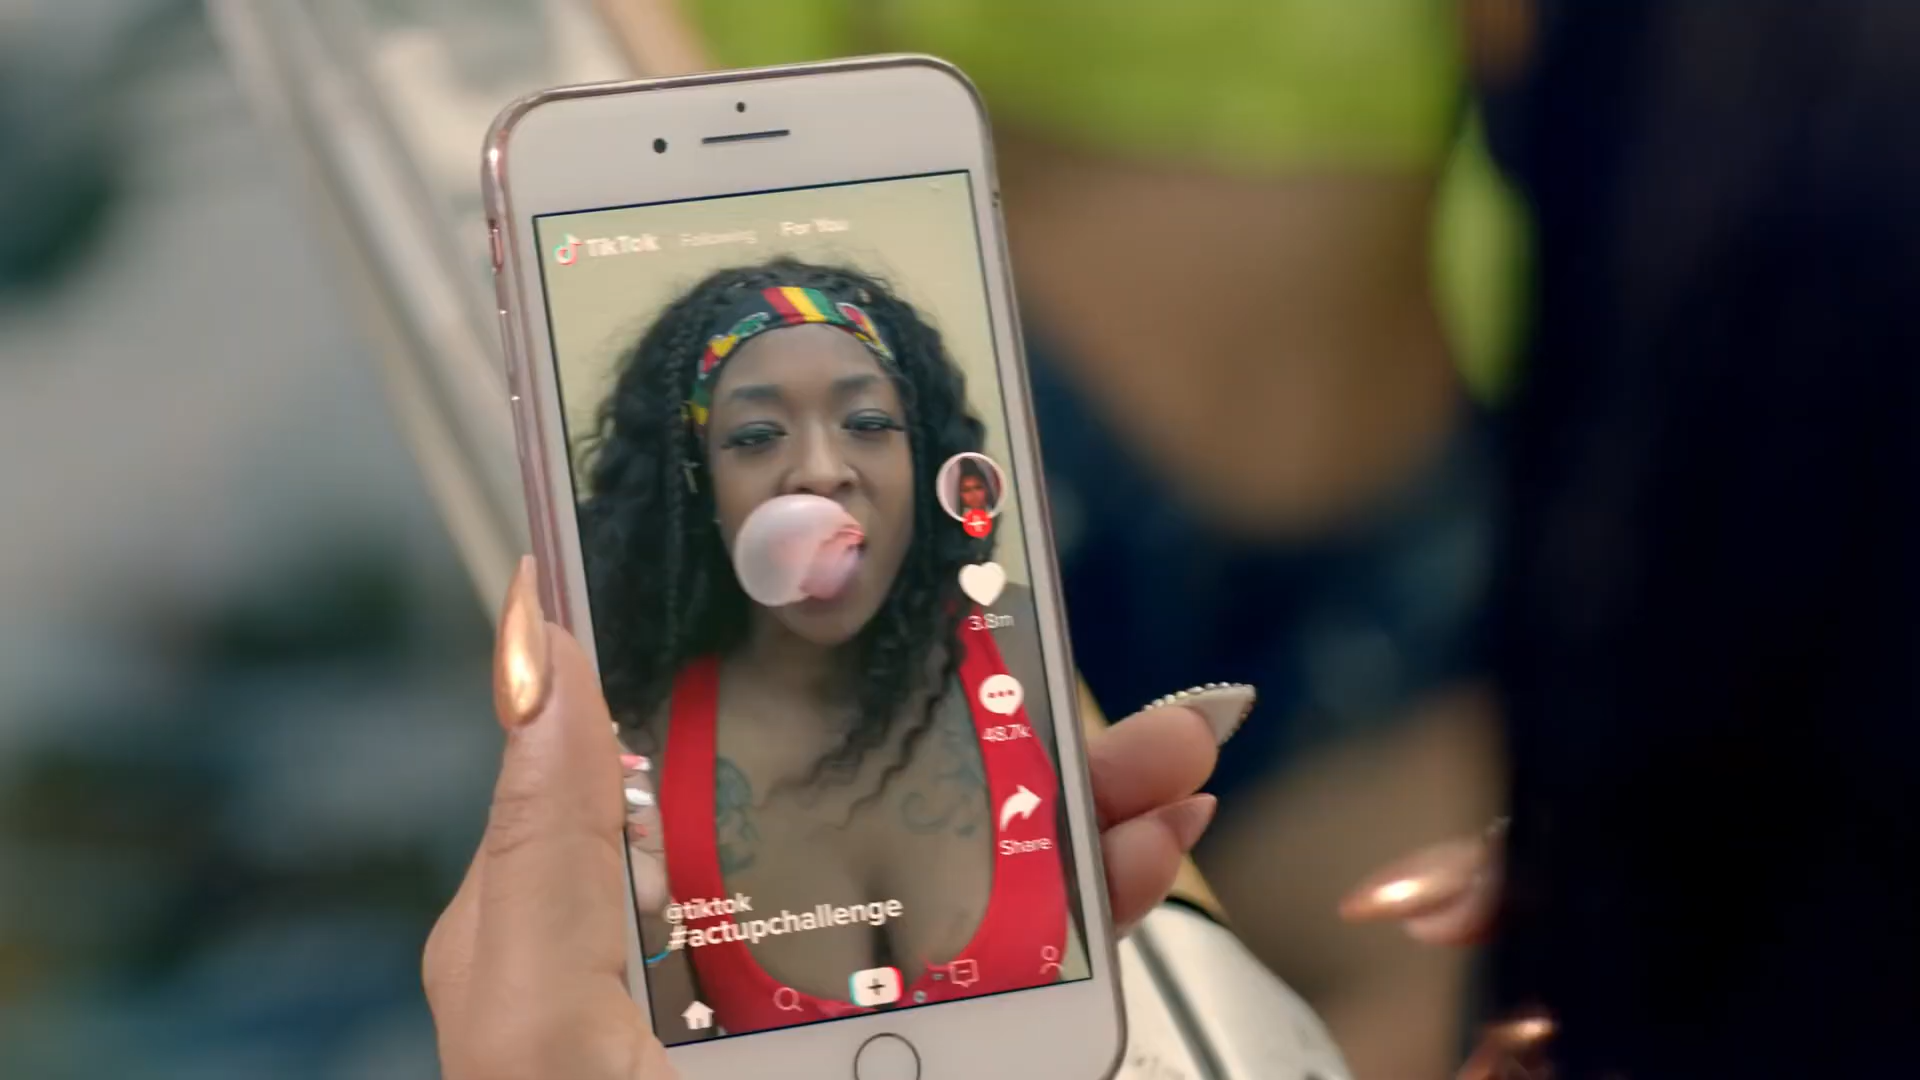 TikTok Following For You
3.8m
48.7k
Share
@tiktok
#actupchallenge